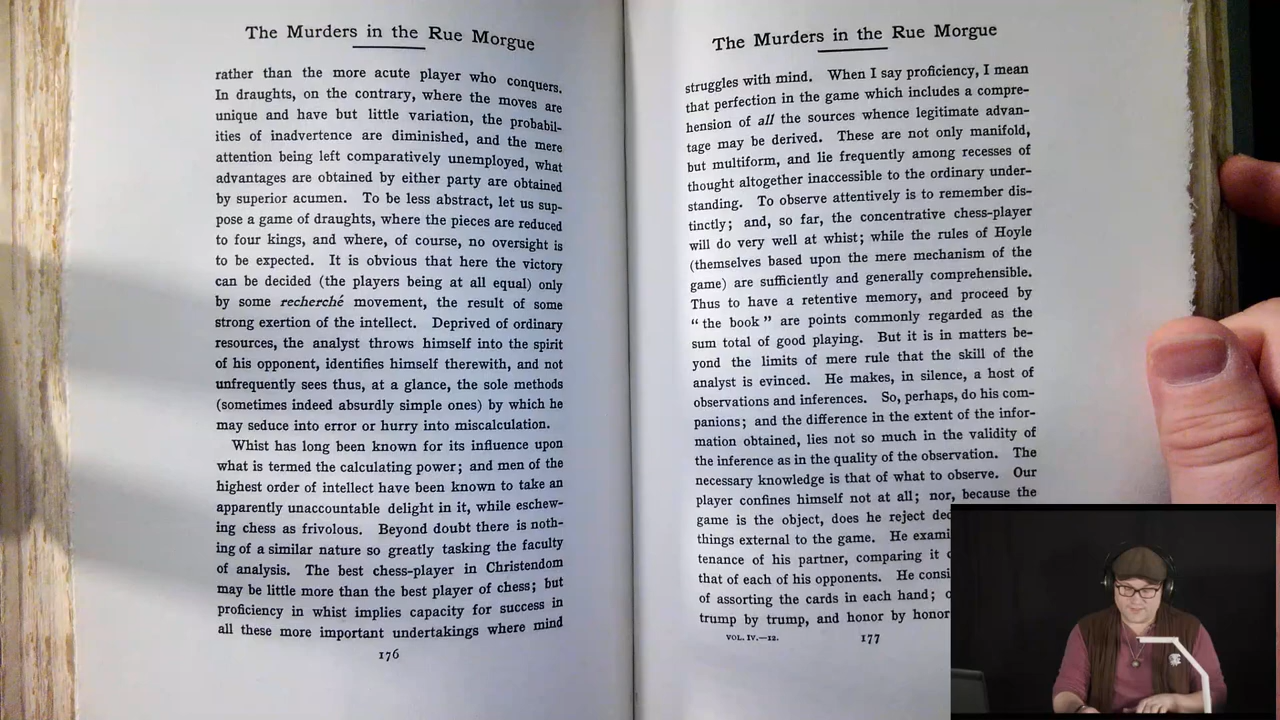 The Murders in the Rue Morgue
rather than the more acute player who conquers.
In draughts, on the contrary, where the moves are
unique and have but little variation, the probabil-
ities of inadvertence are diminished, and the mere
attention being left comparatively unemployed, what
advantages are obtained by either party are obtained
by superior acumen. To be less abstract, let us sup-
pose a game of draughts, where the pieces are reduced
to four kings, and where, of course, no oversight is
to be expected. It is obvious that here the victory
can be decided (the players being at all equal) only
by some recherché movement, the result of some
strong exertion of the intellect. Deprived of ordinary
resources, the analyst throws himself into the spirit
of his opponent, identifies himself therewith, and not
unfrequently sees thus, at a glance, the sole methods
(sometimes indeed absurdly simple ones) by which he
may seduce into error or hurry into miscalculation.
Whist has long been known for its influence upon
what is termed the calculating power; and men of the
highest order of intellect have been known to take an
apparently unaccountable delight in it, while eschew-
ing chess as frivolous. Beyond doubt there is noth-
ing of a similar nature so greatly tasking the faculty
of analysis. The best chess-player in Christendom
may be little more than the best player of chess; but
proficiency in whist implies capacity for success in
all these more important undertakings where mind
176
The Murders in the Rue Morgue
struggles with mind. When I say proficiency, I mean
that perfection in the game which includes a compre-
hension of all the sources whence legitimate advan-
tage may be derived. These are not only manifold,
but multiform, and lie frequently among recesses of
thought altogether inaccessible to the ordinary under-
standing. To observe attentively is to remember dis-
tinctly; and, so far, the concentrative chess-player
will do very well at whist; while the rules of Hoyle
(themselves based upon the mere mechanism of the
game) are sufficiently and generally comprehensible.
Thus to have a retentive memory, and proceed by
“ the book ” are points commonly regarded as the
sum total of good playing. But it is in matters be-
yond the limits of mere rule that the skill of the
analyst is evinced. He makes, in silence, a host of
observations and inferences. So, perhaps, do his com-
panions; and the difference in the extent of the infor-
mation obtained, lies not so much in the validity of
the inference as in the quality of the observation. The
necessary knowledge is that of what to observe. Our
player confines himself not at all; nor, because the
game is the object, does he reject
things external to the game. He
tenance of his partner, comparing it
that of each of his opponents. He
of assorting the cards in each hand;
trump by trump, and honor by honor
VOL. IV.—12.
177